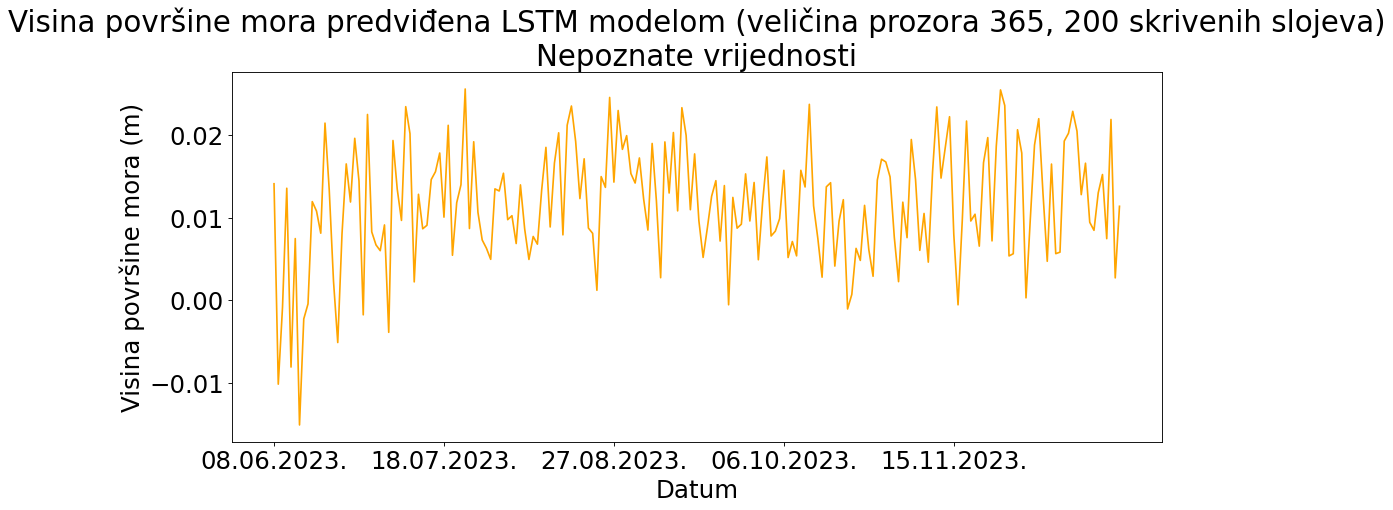 Visina površine mora predviđena LSTM modelom (veličina prozora 365, 200 skrivenih slojeva)
Nepoznate vrijednosti
Visina površine mora (m)
0.02
0.01
0.00
−0.01
08.06.2023. 18.07.2023. 27.08.2023. 06.10.2023. 15.11.2023.
Datum